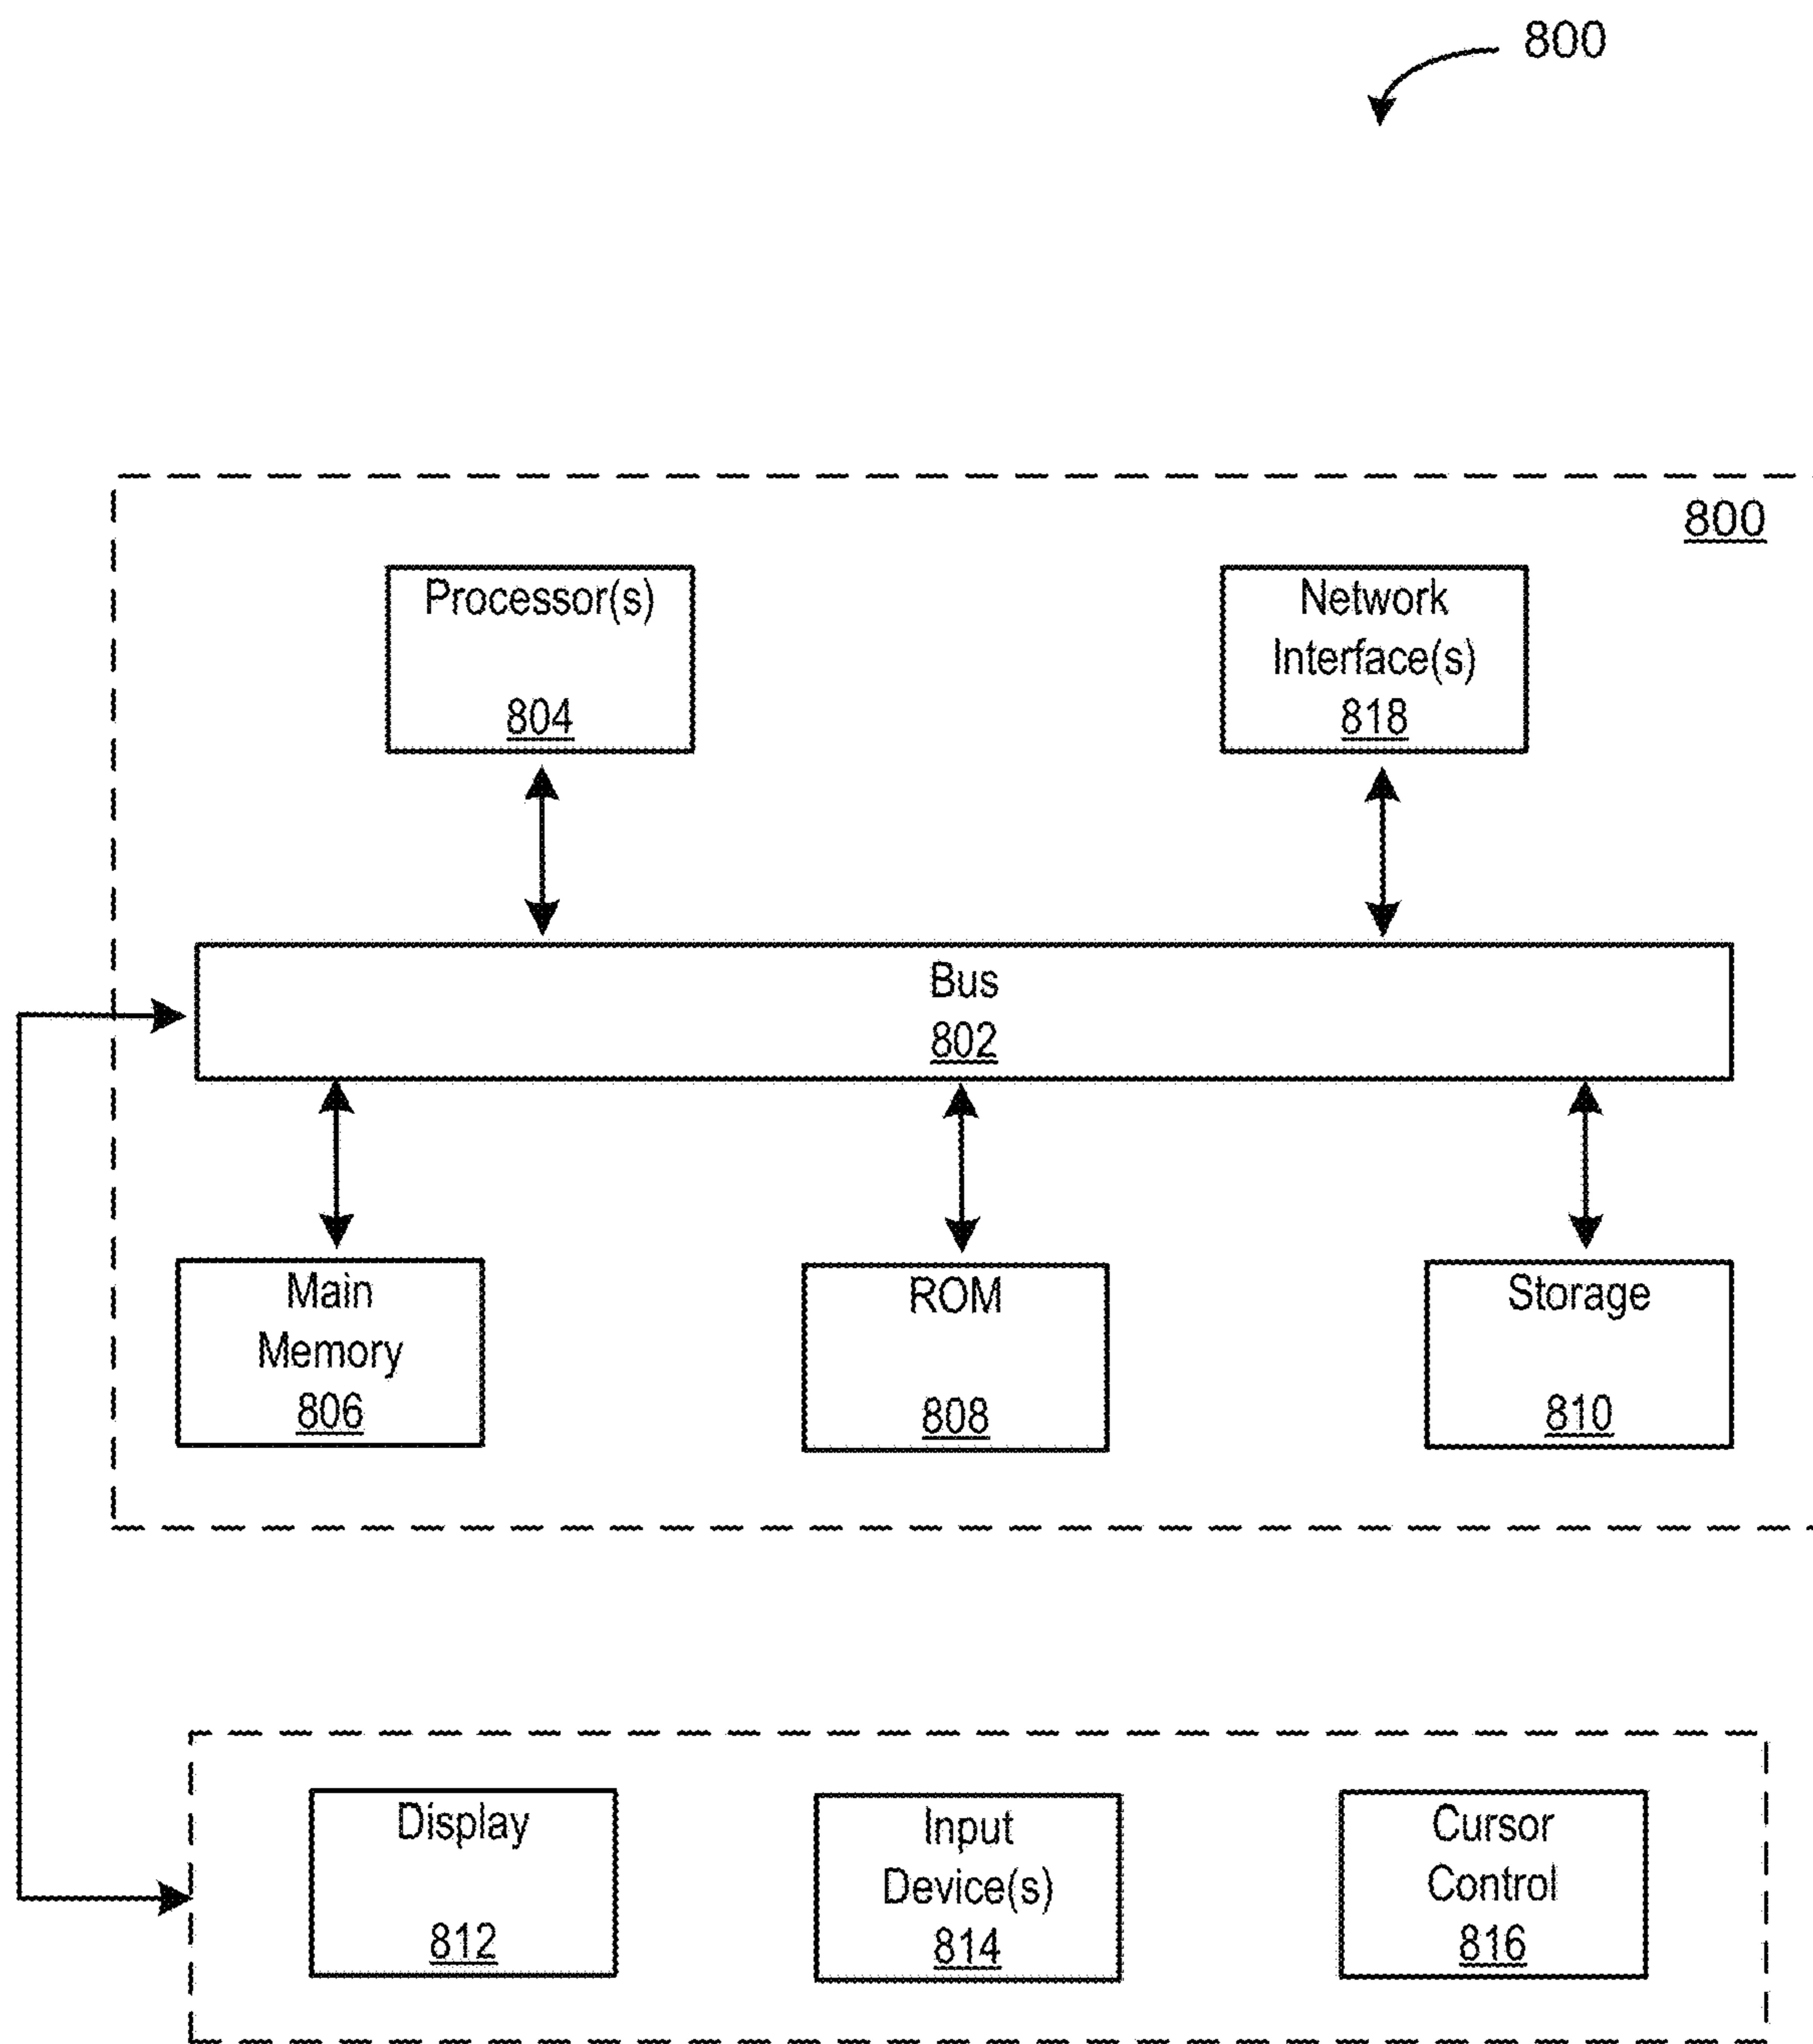 800
800
Processor(s)
804
Network
Interface(s)
818
Bus
802
Main
Memory
806
ROM
808
Storage
810
Display
812
Input
Device(s)
814
Cursor
Control
816